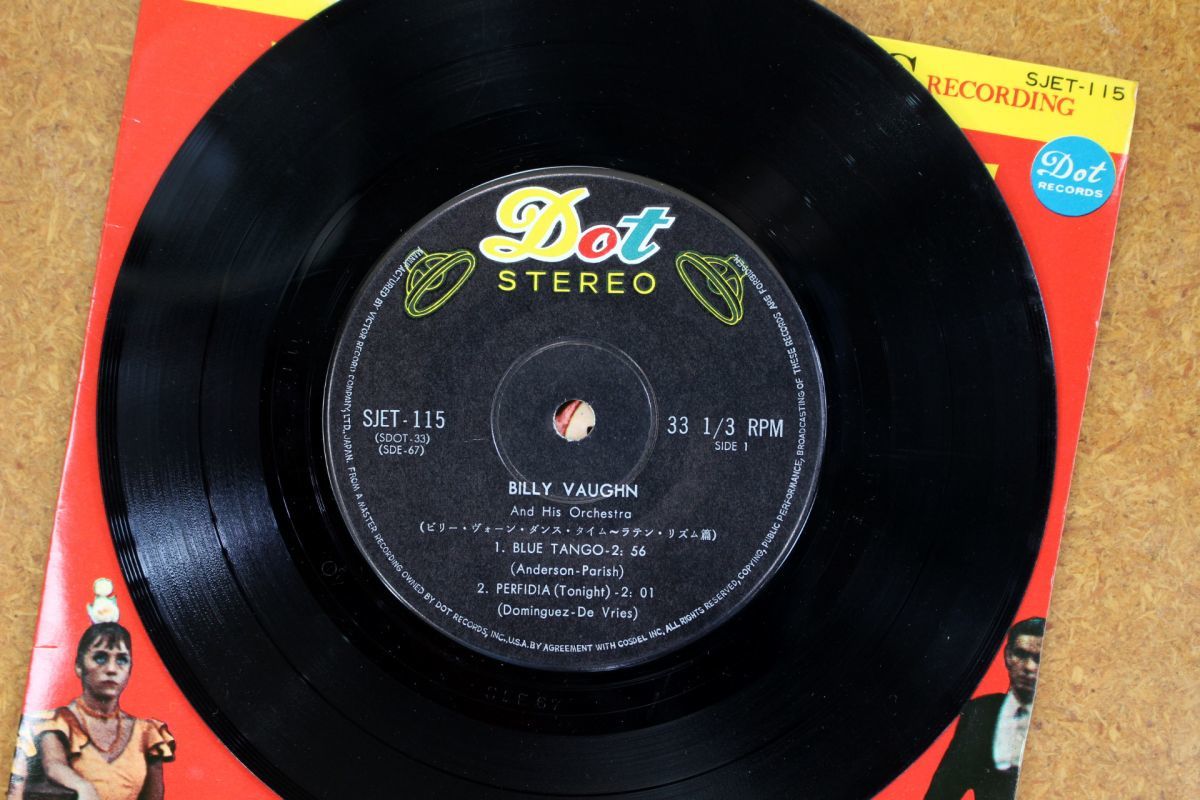 RECORDING
SJET-115
Dot
RECORDS
Dot
STEREO
MANUFACTURED BY VICTOR RECORD COMPANY, LTD. JAPAN. FROM A MASTER RECORDING OWNED BY DOT RECORDS, INC., U.S.A. BY AGREEMENT WITH COSDEL INC, ALL RIGHTS RESERVED, COPYING, PUBLIC PERFORMANCE, BROADCASTING OF THESE RECORDS ARE FORBIDDEN.
SJET-115
(SDOT-33)
(SDE-67)
33 1/3 RPM
SIDE 1
BILLY VAUGHN
And His Orchestra
(ビリー・ヴォーン・ダンス・タイム〜ラテン・リズム篇)
1. BLUE TANGO-2: 56
(Anderson-Parish)
2. PERFIDIA (Tonight) -2: 01
(Dominguez-De Vries)